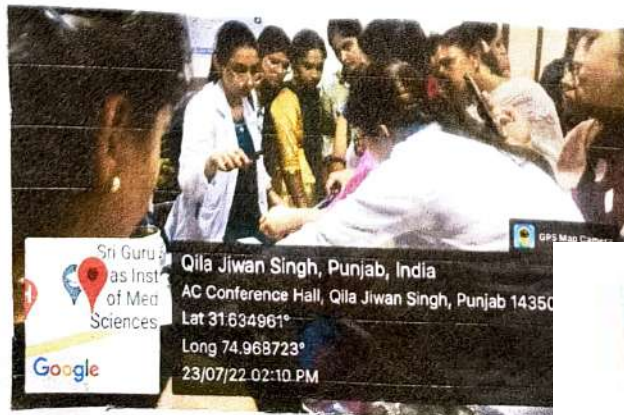 GPS Map Camera
Sri Guru
as Inst
of Med
Sciences
Google
Qila Jiwan Singh, Punjab, India
AC Conference Hall, Qila Jiwan Singh, Punjab 14350
Lat 31.634961°
Long 74.968723°
23/07/22 02:10 PM